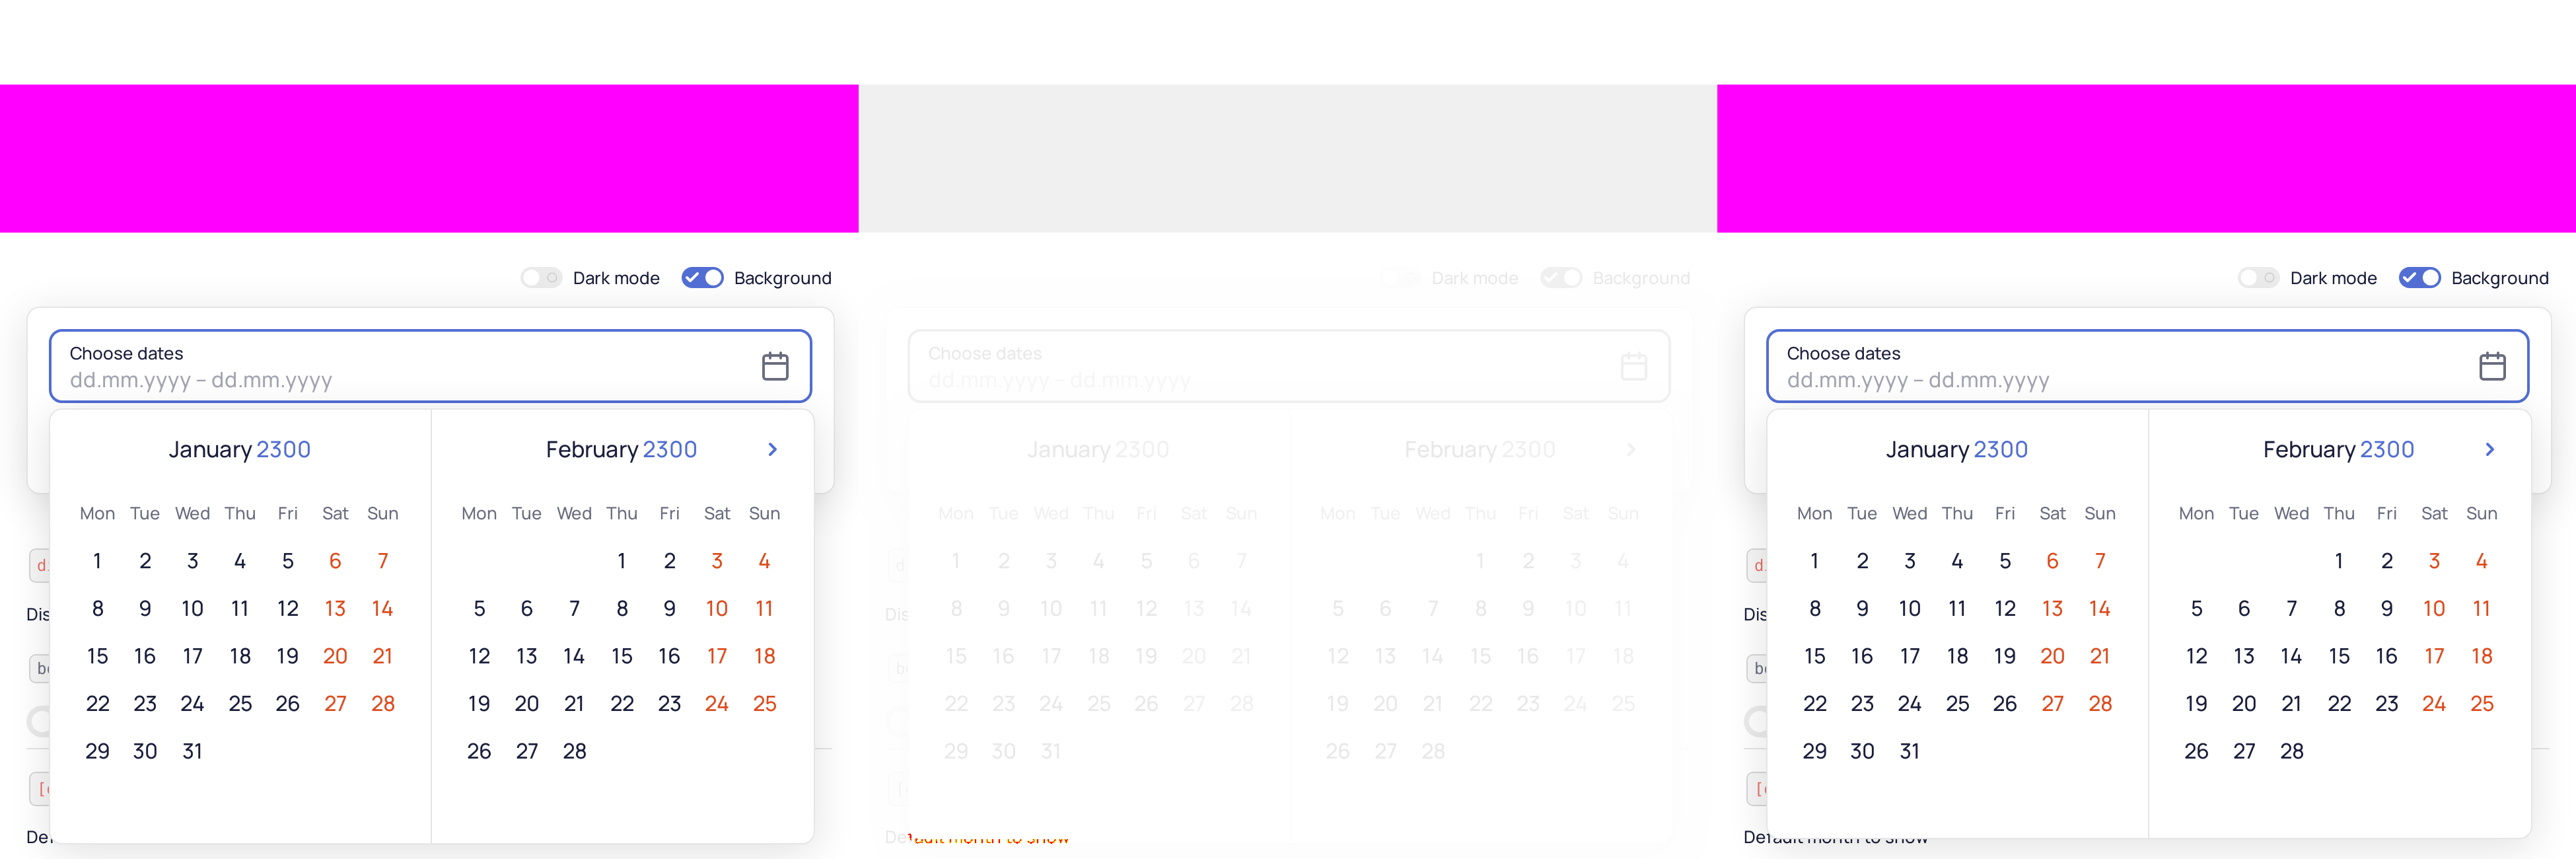 Dark mode Background
Choose dates
dd.mm.yyyy – dd.mm.yyyy
January 2300 February 2300
Mon Tue Wed Thu Fri Sat Sun Mon Tue Wed Thu Fri Sat Sun
1 2 3 4 5 6 7 1 2 3 4
8 9 10 11 12 13 14 5 6 7 8 9 10 11
15 16 17 18 19 20 21 12 13 14 15 16 17 18
22 23 24 25 26 27 28 19 20 21 22 23 24 25
29 30 31 26 27 28
Dark mode Background
Choose dates
dd.mm.yyyy – dd.mm.yyyy
January 2300 February 2300
Mon Tue Wed Thu Fri Sat Sun Mon Tue Wed Thu Fri Sat Sun
1 2 3 4 5 6 7 1 2 3 4
8 9 10 11 12 13 14 5 6 7 8 9 10 11
15 16 17 18 19 20 21 12 13 14 15 16 17 18
22 23 24 25 26 27 28 19 20 21 22 23 24 25
29 30 31 26 27 28
Default month to show
Dark mode Background
Choose dates
dd.mm.yyyy – dd.mm.yyyy
January 2300 February 2300
Mon Tue Wed Thu Fri Sat Sun Mon Tue Wed Thu Fri Sat Sun
1 2 3 4 5 6 7 1 2 3 4
8 9 10 11 12 13 14 5 6 7 8 9 10 11
15 16 17 18 19 20 21 12 13 14 15 16 17 18
22 23 24 25 26 27 28 19 20 21 22 23 24 25
29 30 31 26 27 28
Default month to show